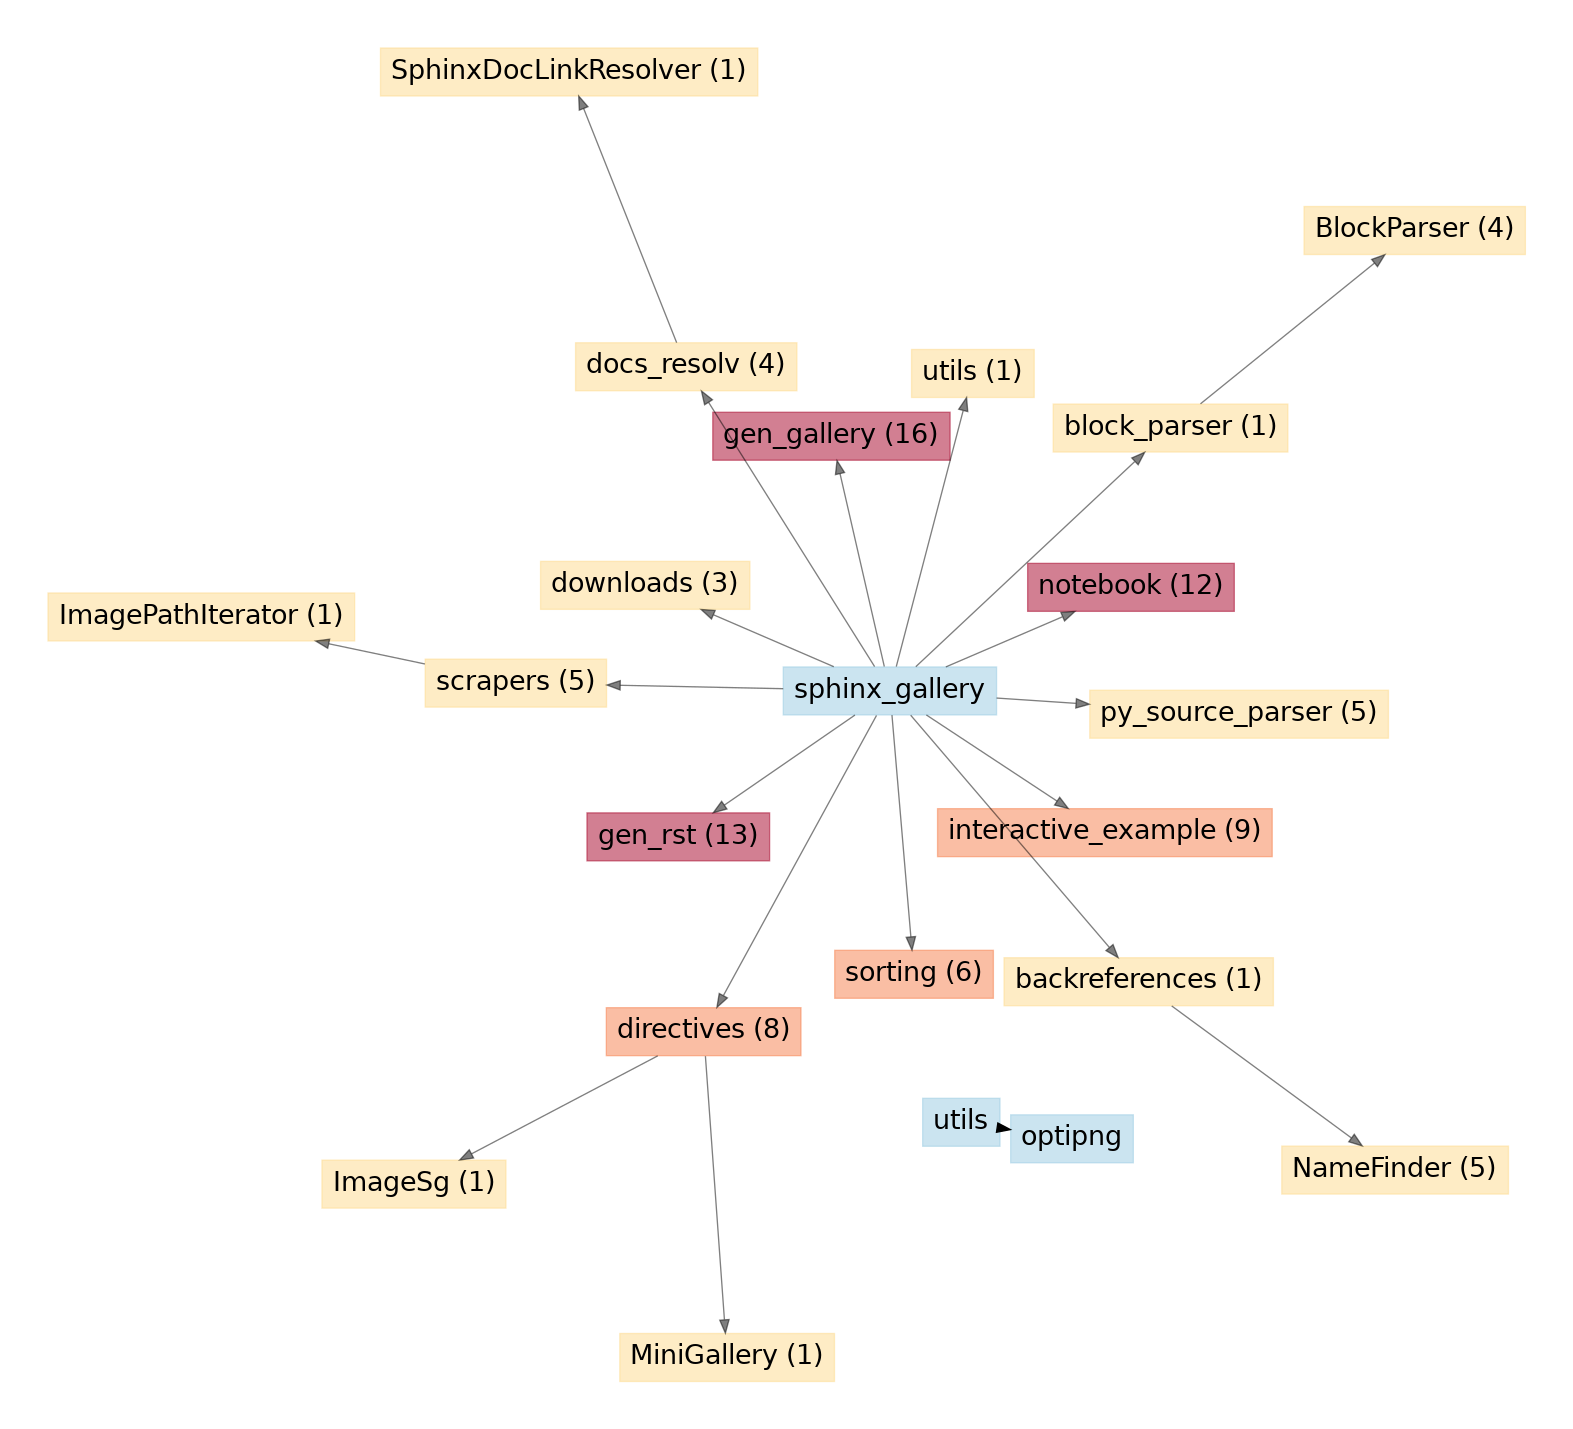 SphinxDocLinkResolver (1)
BlockParser (4)
docs_resolv (4)
utils (1)
gen_gallery (16)
block_parser (1)
downloads (3)
notebook (12)
ImagePathIterator (1)
scrapers (5)
sphinx_gallery
py_source_parser (5)
gen_rst (13)
interactive_example (9)
sorting (6)
backreferences (1)
directives (8)
utils
optipng
NameFinder (5)
ImageSg (1)
MiniGallery (1)